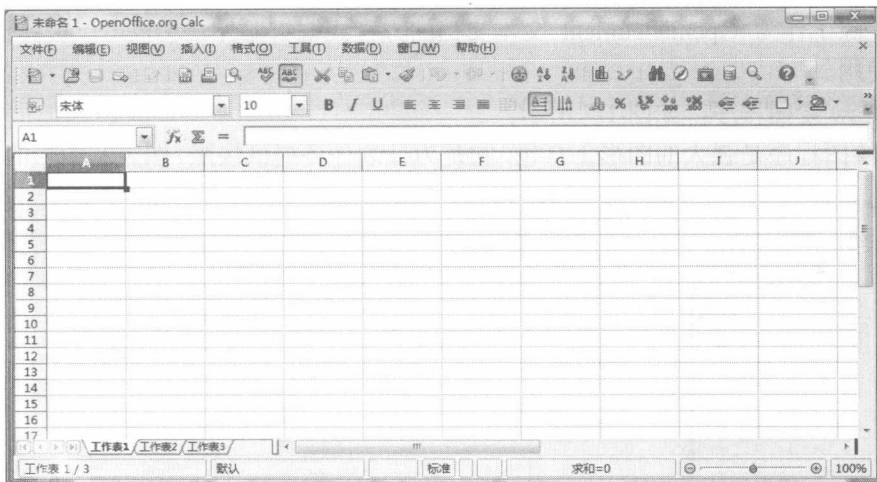 未命名 1 - OpenOffice.org Calc
文件(F) 编辑(E) 视图(V) 插入(I) 格式(O) 工具(T) 数据(D) 窗口(W) 帮助(H)
宋体 10 B I U
A1 fx Σ =
A B C D E F G H I J
1
2
3
4
5
6
7
8
9
10
11
12
13
14
15
16
17
工作表1 工作表2 工作表3
工作表 1 / 3 默认 标准 求和=0 100%